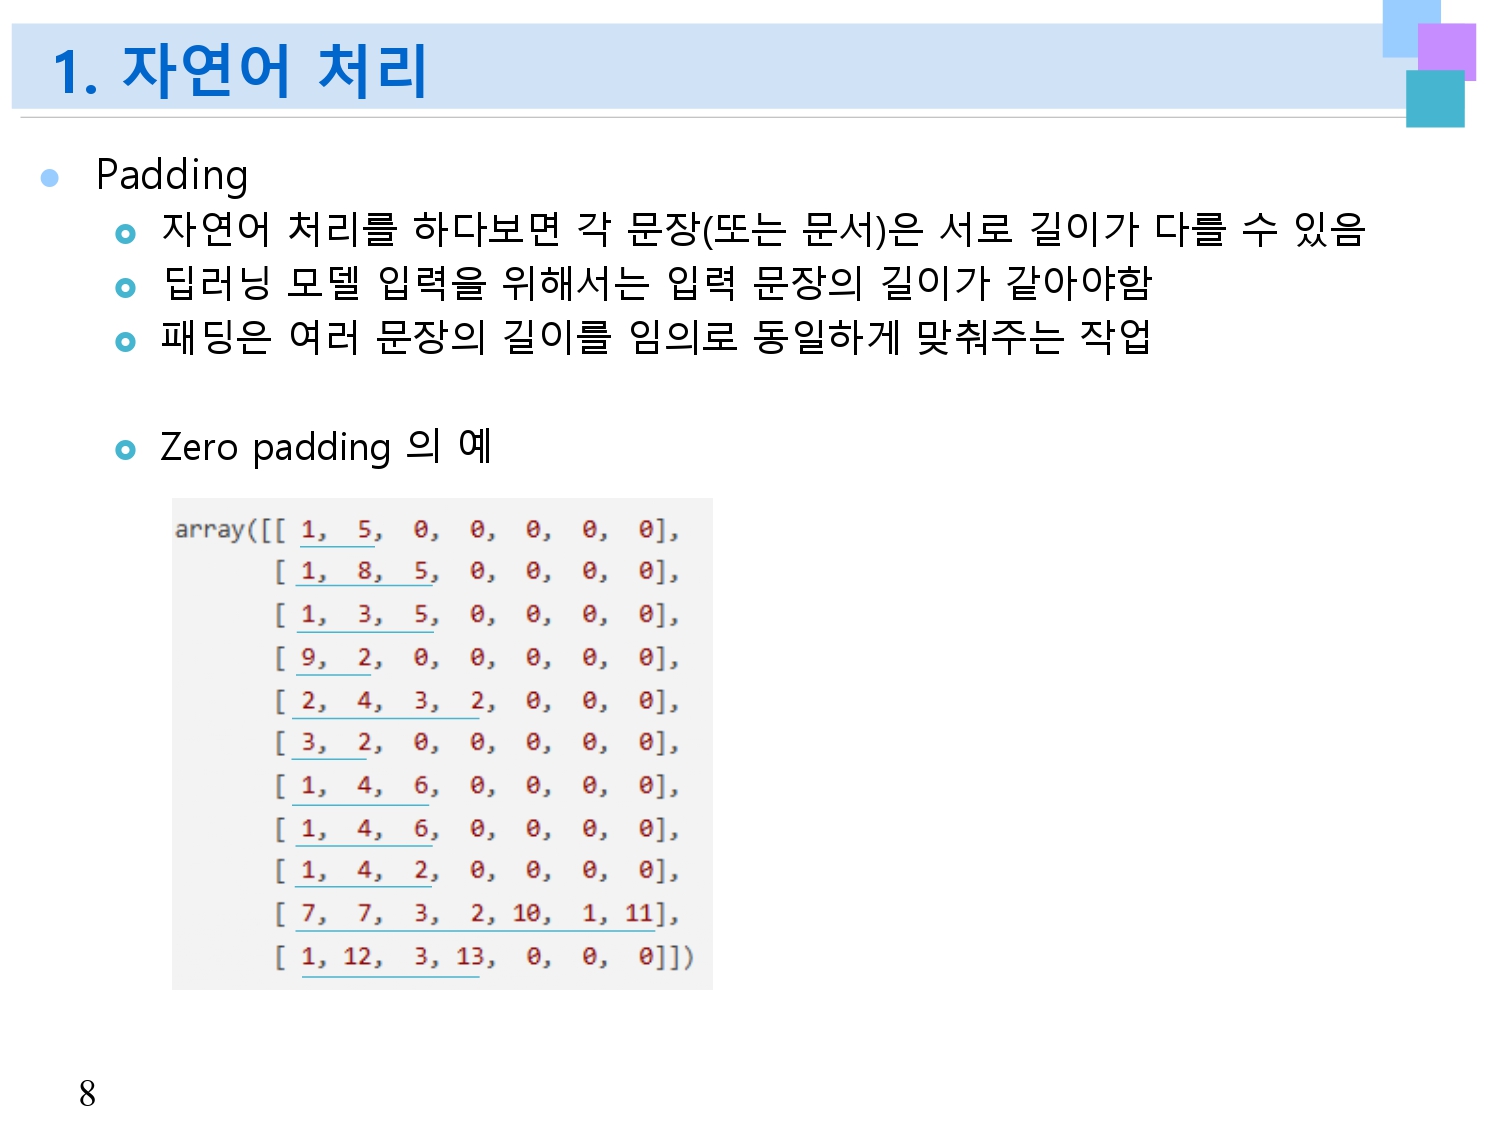 1. 자연어 처리
Padding
자연어 처리를 하다보면 각 문장(또는 문서)은 서로 길이가 다를 수 있음
딥러닝 모델 입력을 위해서는 입력 문장의 길이가 같아야함
패딩은 여러 문장의 길이를 임의로 동일하게 맞춰주는 작업
Zero padding 의 예
array([[ 1, 5, 0, 0, 0, 0, 0],
[ 1, 8, 5, 0, 0, 0, 0],
[ 1, 3, 5, 0, 0, 0, 0],
[ 9, 2, 0, 0, 0, 0, 0],
[ 2, 4, 3, 2, 0, 0, 0],
[ 3, 2, 0, 0, 0, 0, 0],
[ 1, 4, 6, 0, 0, 0, 0],
[ 1, 4, 6, 0, 0, 0, 0],
[ 1, 4, 2, 0, 0, 0, 0],
[ 7, 7, 3, 2, 10, 1, 11],
[ 1, 12, 3, 13, 0, 0, 0]])
8